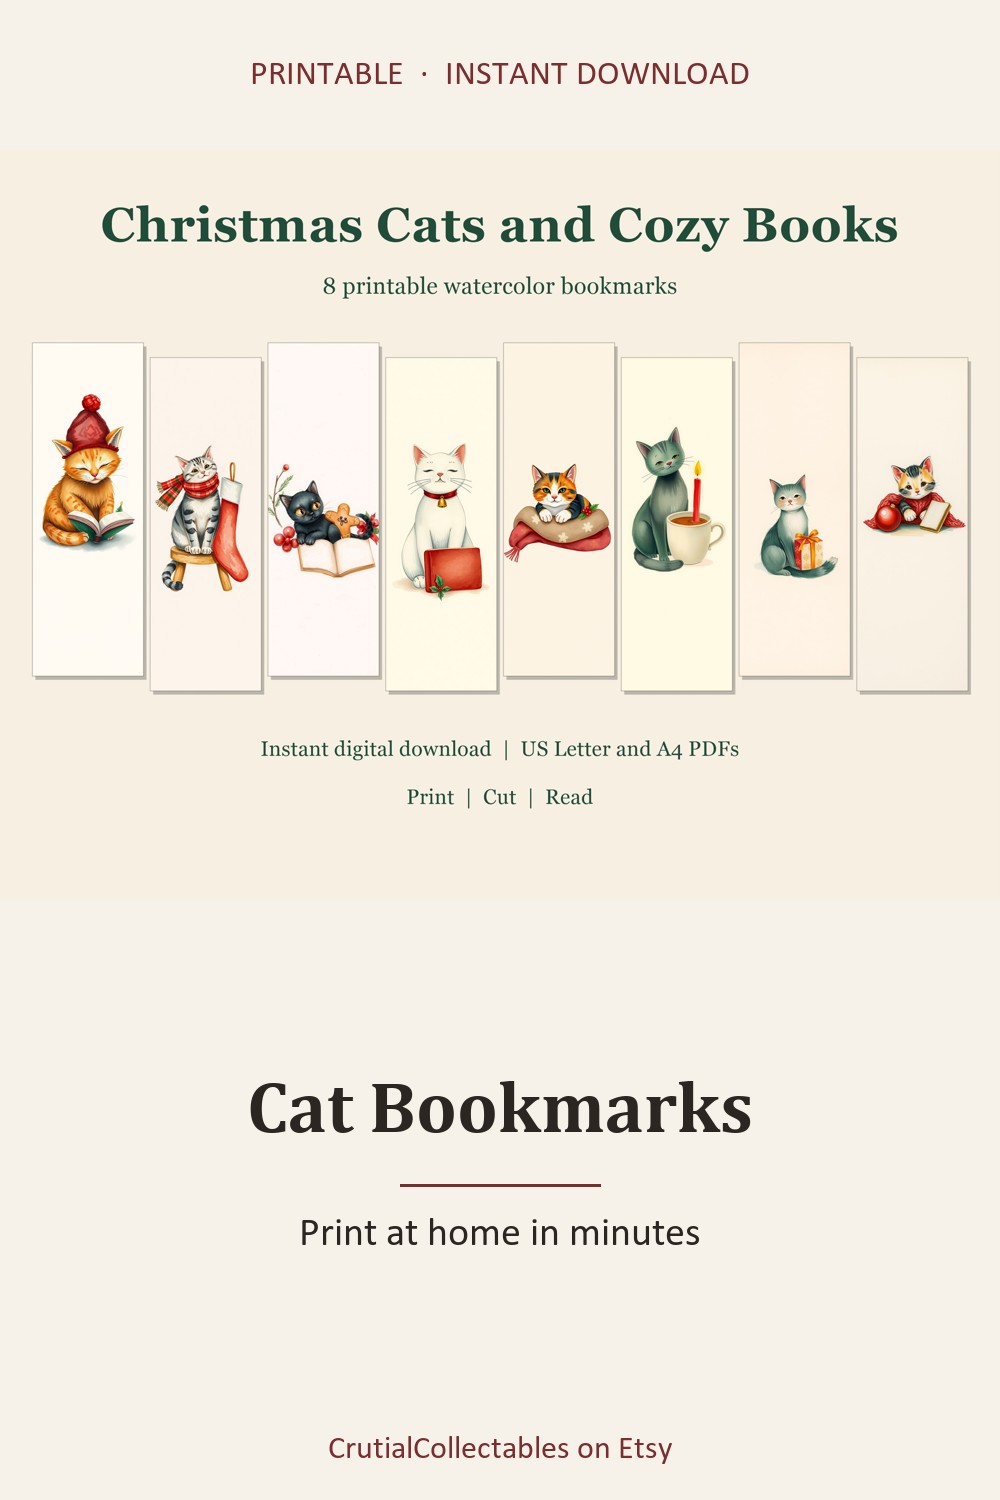 PRINTABLE · INSTANT DOWNLOAD
Christmas Cats and Cozy Books
8 printable watercolor bookmarks
Instant digital download | US Letter and A4 PDFs
Print | Cut | Read
Cat Bookmarks
Print at home in minutes
CrutialCollectables on Etsy